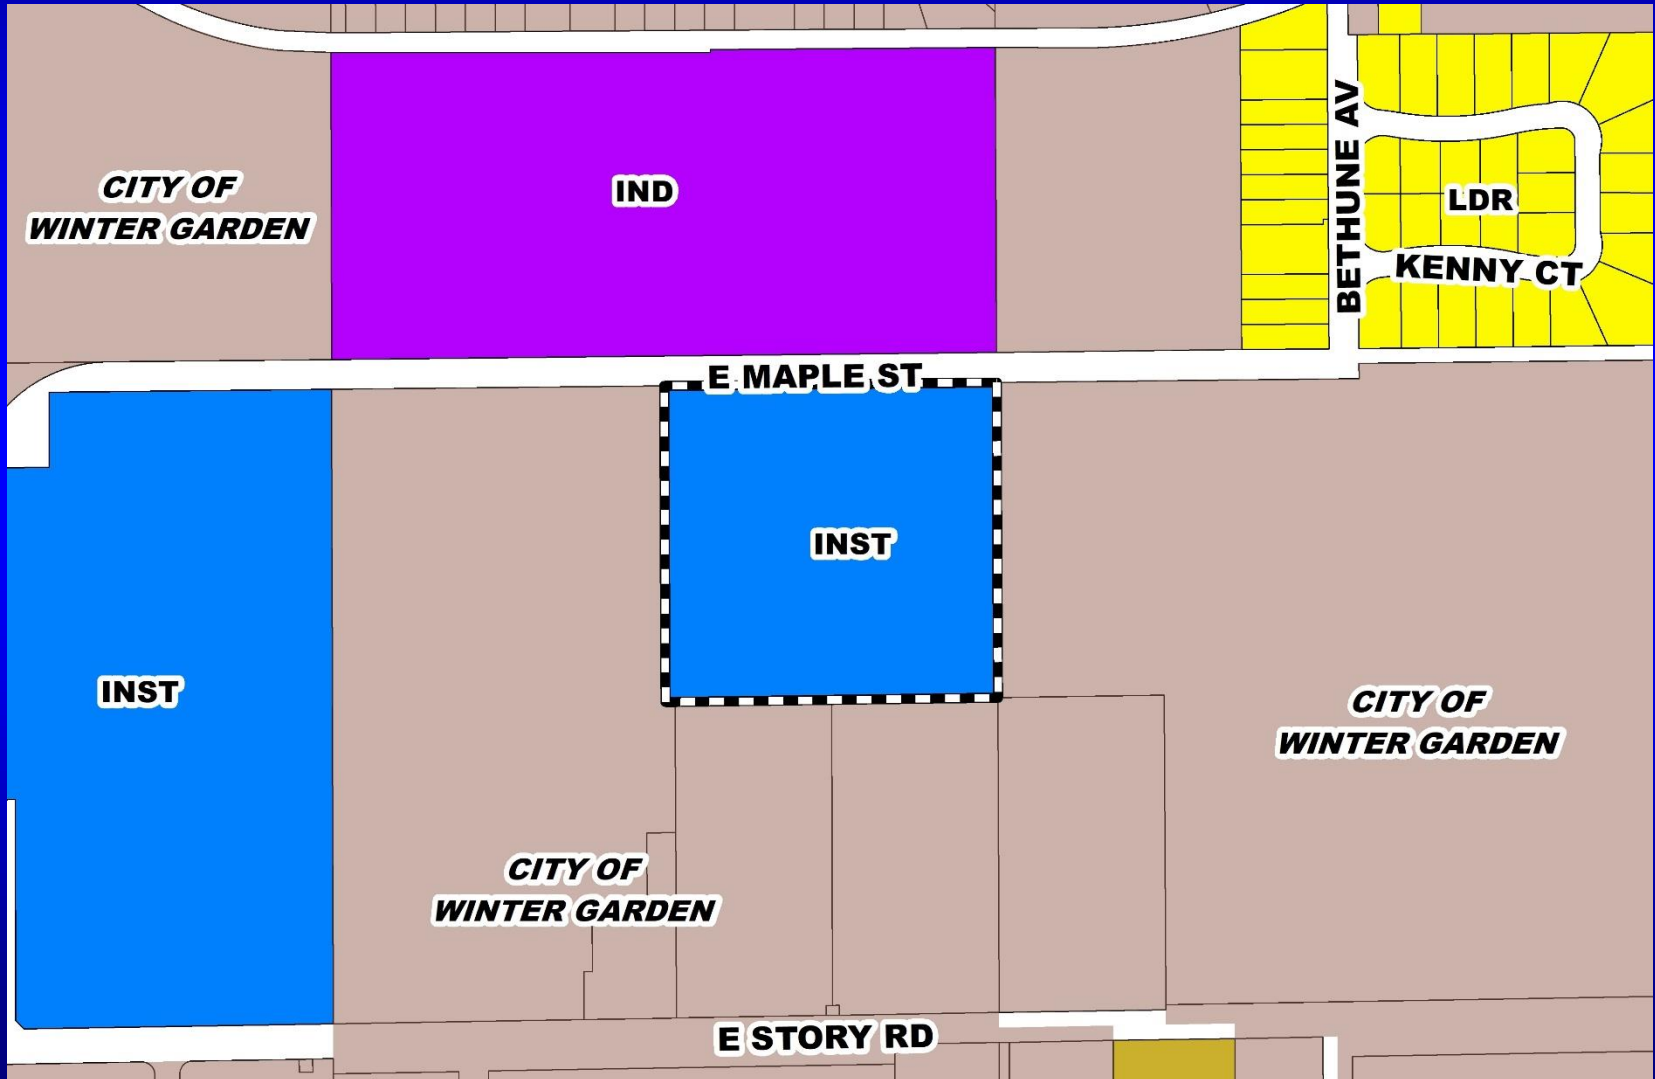 CITY OF
WINTER GARDEN
IND
BETHUNE AV
LDR
KENNY CT
E MAPLE ST
INST
INST
CITY OF
WINTER GARDEN
CITY OF
WINTER GARDEN
E STORY RD